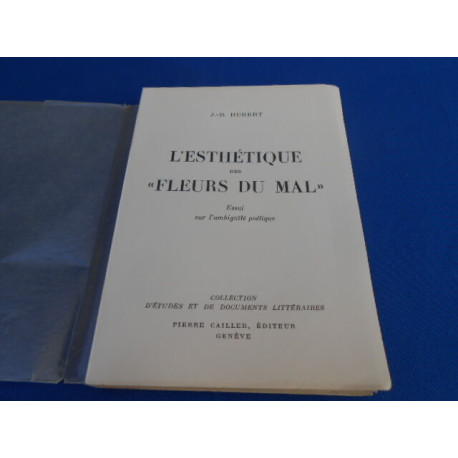 J.-D. HUBERT
L'ESTHÉTIQUE
DES
«FLEURS DU MAL»
Essai
sur l'ambiguïté poétique
COLLECTION
D'ÉTUDES ET DE DOCUMENTS LITTÉRAIRES
PIERRE CAILLER, ÉDITEUR
GENÈVE